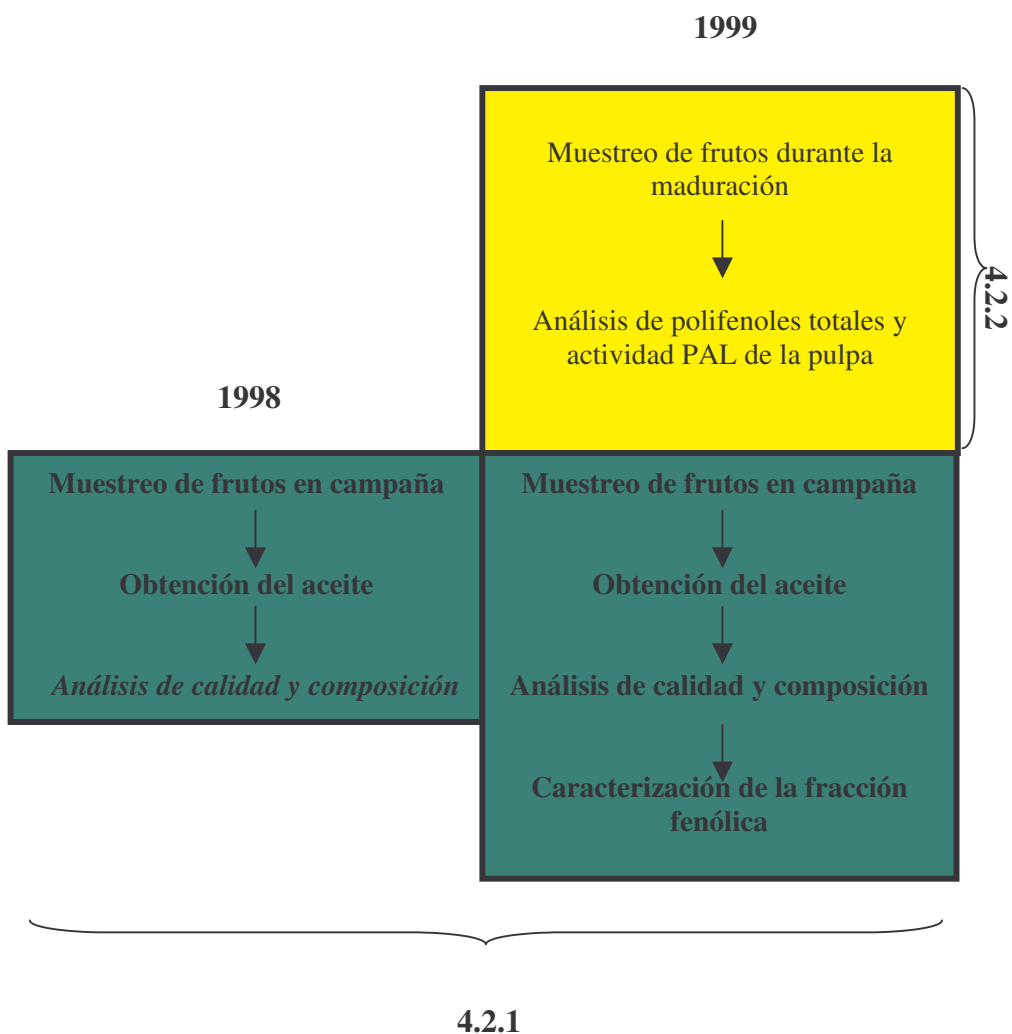 1999
Muestreo de frutos durante la
maduración
Análisis de polifenoles totales y
actividad PAL de la pulpa
4.2.2
1998
Muestreo de frutos en campaña
Obtención del aceite
Análisis de calidad y composición
Muestreo de frutos en campaña
Obtención del aceite
Análisis de calidad y composición
Caracterización de la fracción
fenólica
4.2.1